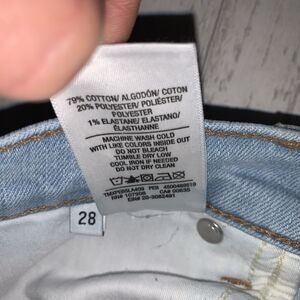 79% COTTON/ ALGODÓN/ COTON
20% POLYESTER/ POLIÉSTER/
POLYESTER
1% ELASTANE/ ELASTANO/
ÉLASTHANNE
MACHINE WASH COLD
WITH LIKE COLORS INSIDE OUT
DO NOT BLEACH
TUMBLE DRY LOW
COOL IRON IF NEEDED
DO NOT DRY CLEAN
28